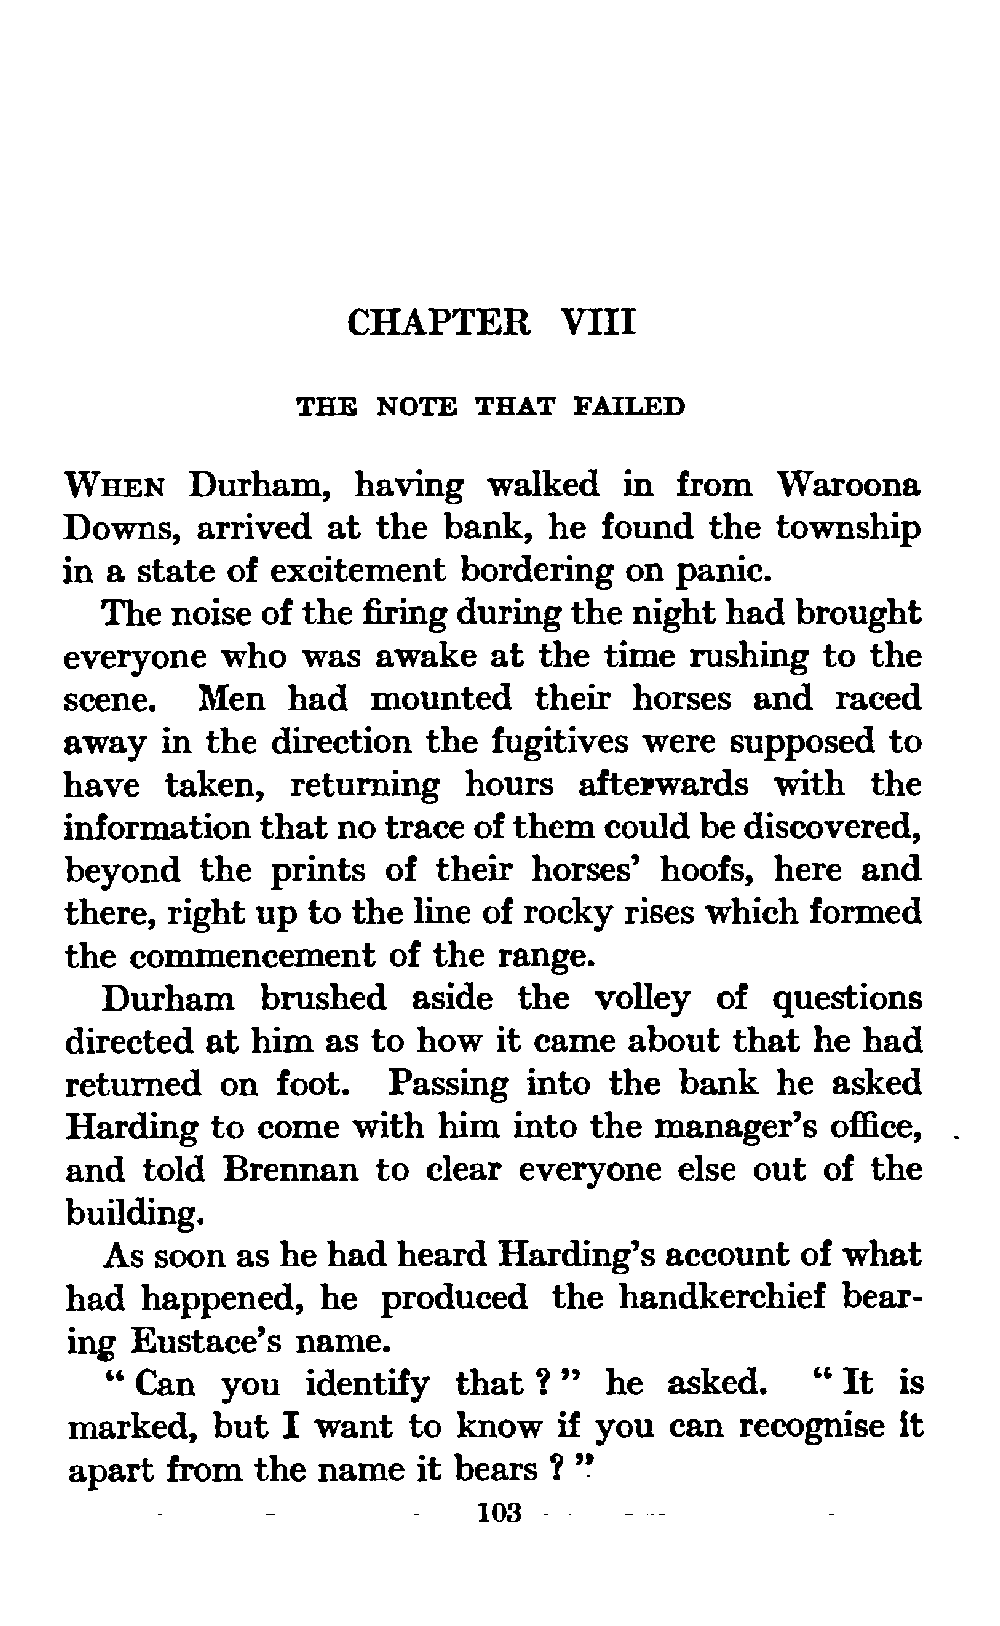 CHAPTER VIII
THE NOTE THAT FAILED
WHEN Durham, having walked in from Waroona
Downs, arrived at the bank, he found the township
in a state of excitement bordering on panic.
The noise of the firing during the night had brought
everyone who was awake at the time rushing to the
scene. Men had mounted their horses and raced
away in the direction the fugitives were supposed to
have taken, returning hours afterwards with the
information that no trace of them could be discovered,
beyond the prints of their horses' hoofs, here and
there, right up to the line of rocky rises which formed
the commencement of the range.
Durham brushed aside the volley of questions
directed at him as to how it came about that he had
returned on foot. Passing into the bank he asked
Harding to come with him into the manager's office,
and told Brennan to clear everyone else out of the
building.
As soon as he had heard Harding's account of what
had happened, he produced the handkerchief bear-
ing Eustace's name.
“ Can you identify that ? ” he asked. “ It is
marked, but I want to know if you can recognise it
apart from the name it bears ? ”
103